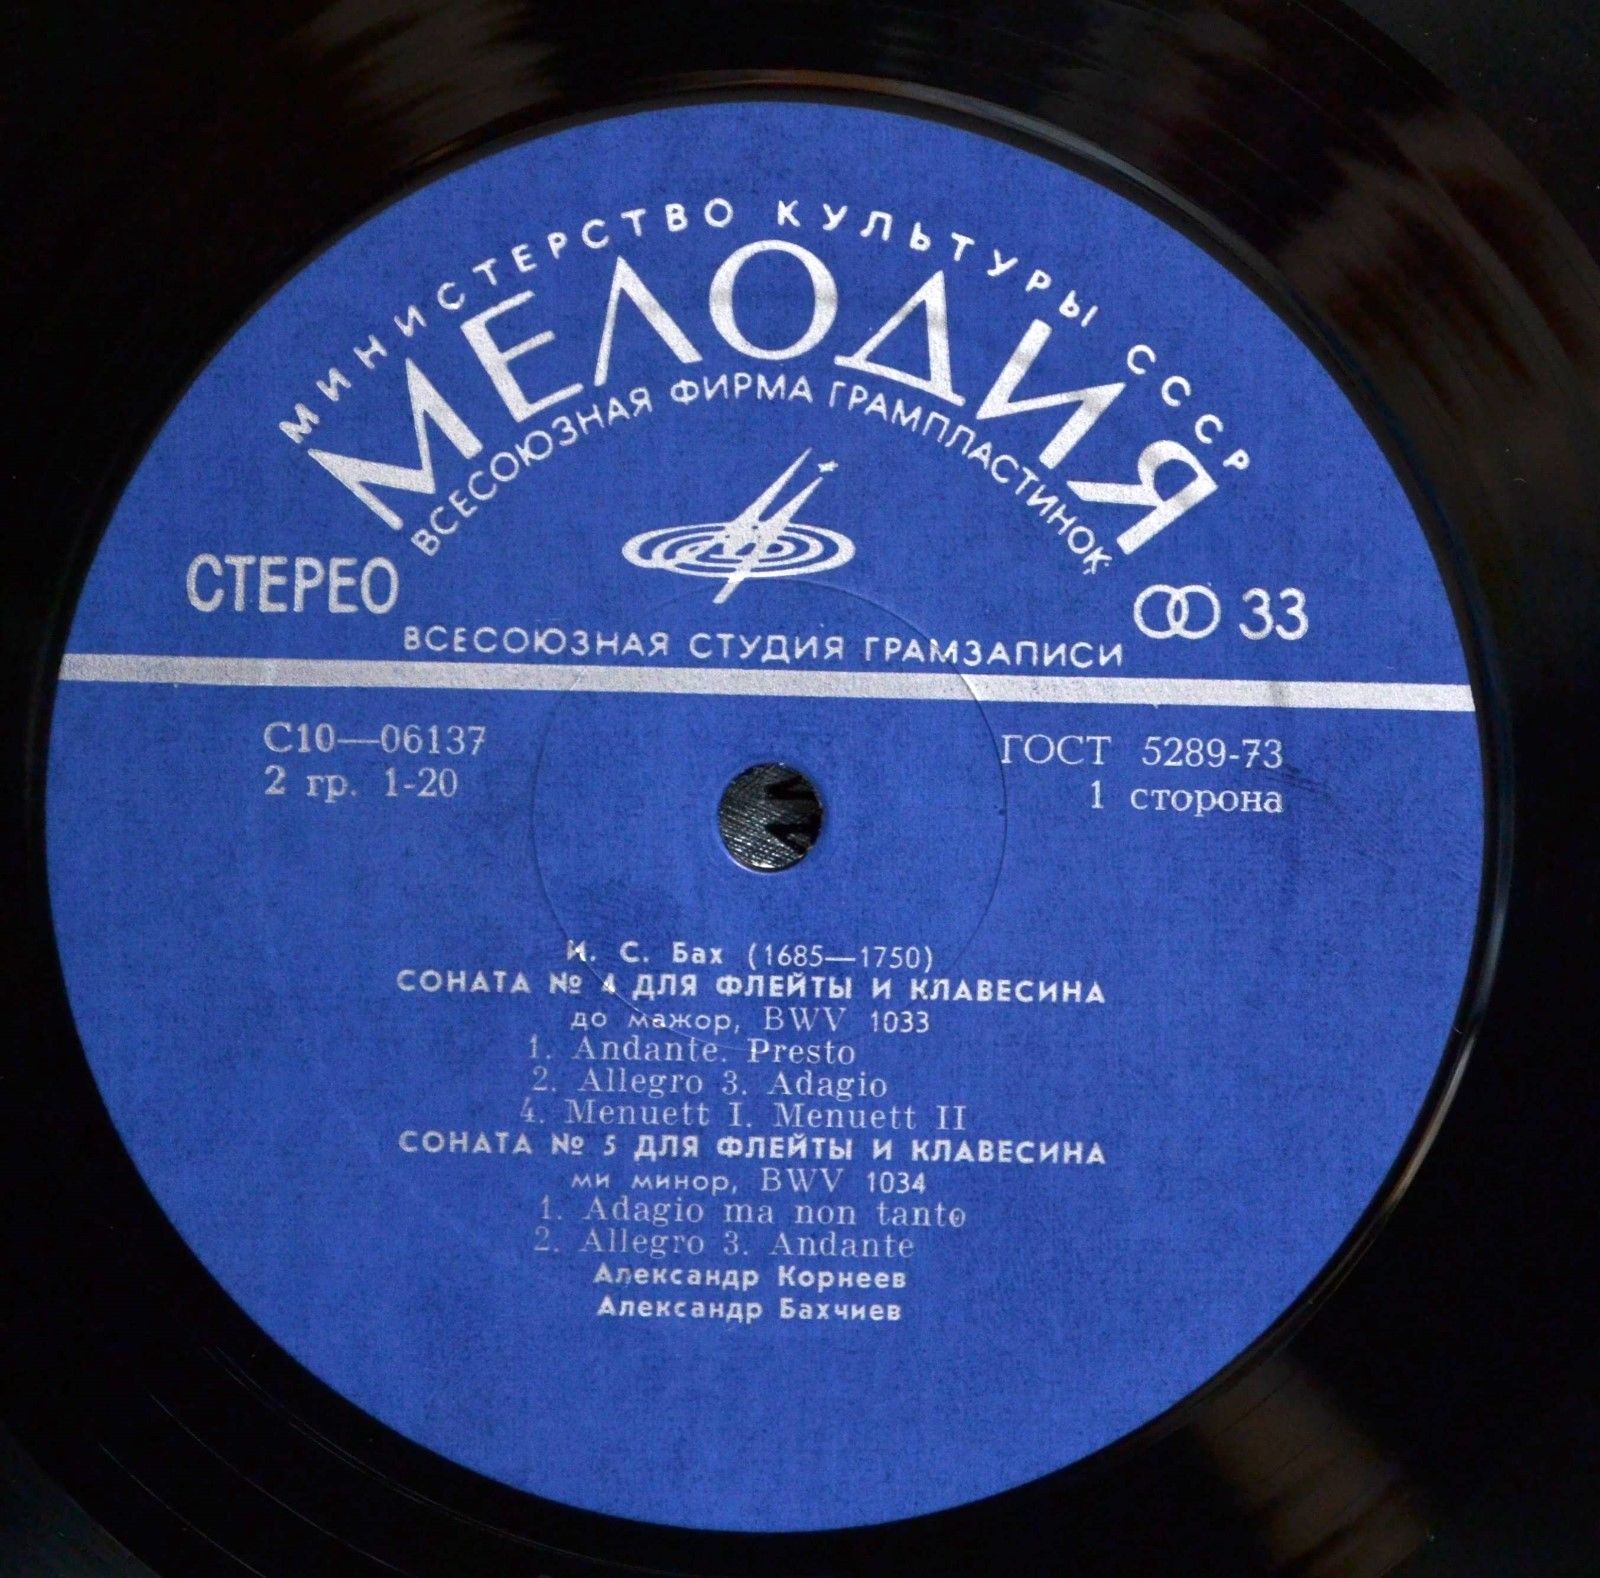 МИНИСТЕРСТВО КУЛЬТУРЫ СССР
МЕЛОДИЯ
ВСЕСОЮЗНАЯ ФИРМА ГРАМПЛАСТИНОК
СТЕРЕО
33
ВСЕСОЮЗНАЯ СТУДИЯ ГРАМЗАПИСИ
С10—06137
2 гр. 1-20
ГОСТ 5289-73
1 сторона
И. С. Бах (1685—1750)
СОНАТА № 4 ДЛЯ ФЛЕЙТЫ И КЛАВЕСИНА
до мажор, BWV 1033
1. Andante. Presto
2. Allegro 3. Adagio
4. Menuett I. Menuett II
СОНАТА № 5 ДЛЯ ФЛЕЙТЫ И КЛАВЕСИНА
ми минор, BWV 1034
1. Adagio ma non tanto
2. Allegro 3. Andante
Александр Корнеев
Александр Бахчиев